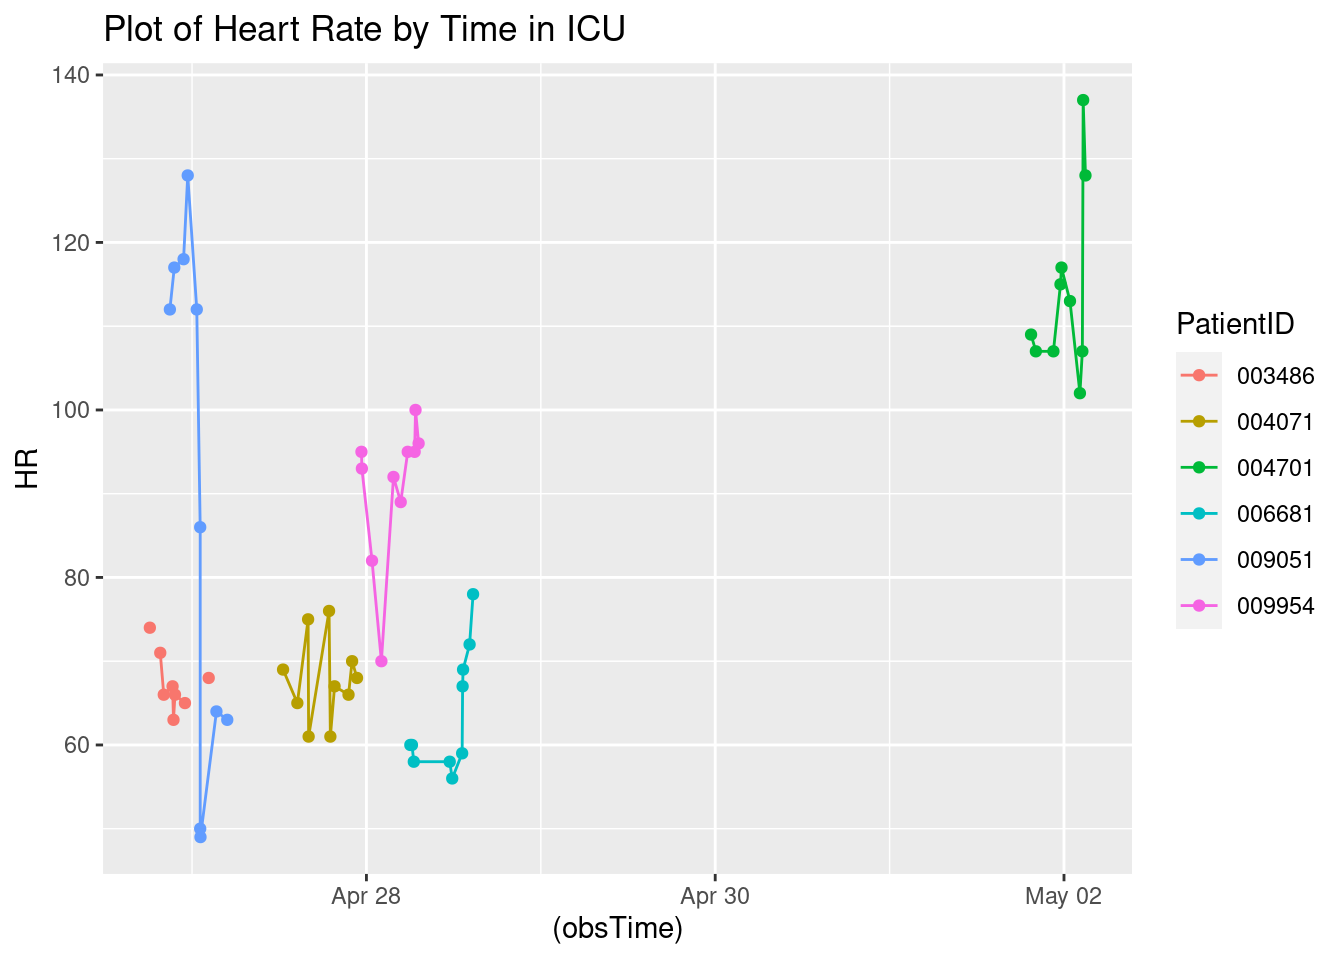 Plot of Heart Rate by Time in ICU
140
120
100
80
60
HR
Apr 28
Apr 30
May 02
(obsTime)
PatientID
003486
004071
004701
006681
009051
009954